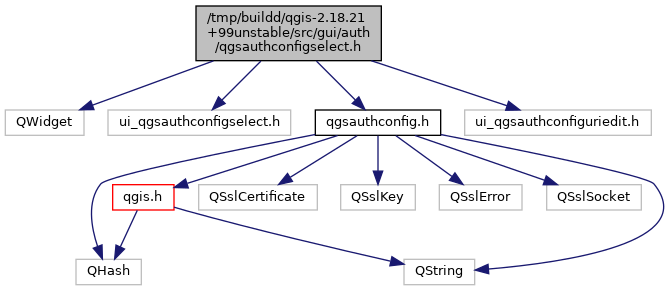 /tmp/buildd/qgis-2.18.21
+99unstable/src/gui/auth
/qgsauthconfigselect.h
QWidget
ui_qgsauthconfigselect.h
qgsauthconfig.h
ui_qgsauthconfiguriedit.h
qgis.h
QSslCertificate
QSslKey
QSslError
QSslSocket
QHash
QString